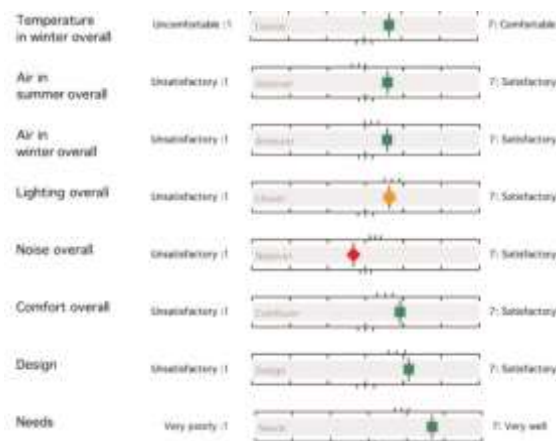 Temperature
in winter overall
Uncomfortable :1
7: Comfortable
Air in
summer overall
Unsatisfactory :1
7: Satisfactory
Air in
winter overall
Unsatisfactory :1
7: Satisfactory
Lighting overall
Unsatisfactory :1
7: Satisfactory
Noise overall
Unsatisfactory :1
7: Satisfactory
Comfort overall
Unsatisfactory :1
7: Satisfactory
Design
Unsatisfactory :1
Design
7: Satisfactory
Needs
Very poorly :1
Needs
7: Very well